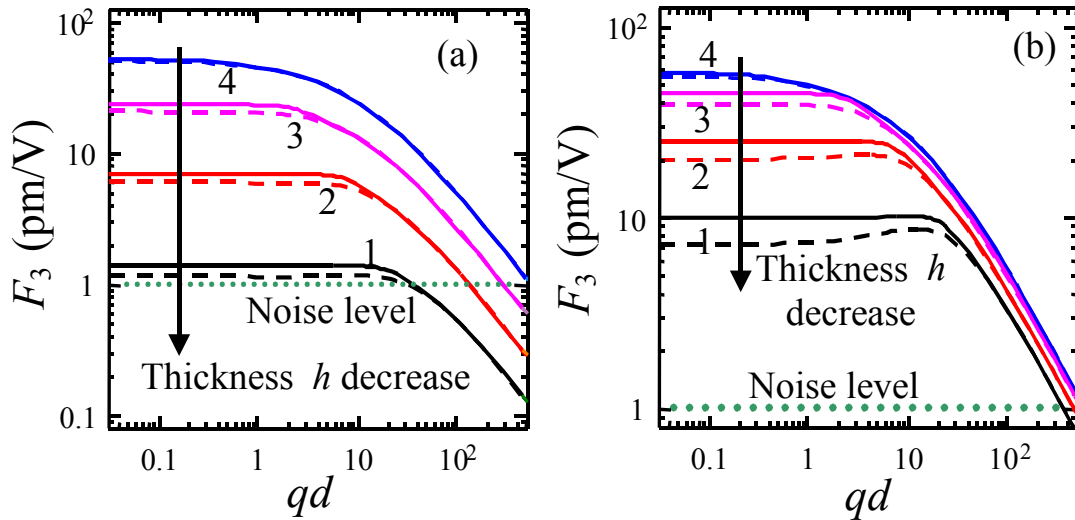 (a)
F₃ (pm/V)
10²
10
1
0.1
4
3
2
1
Noise level
Thickness h decrease
0.1 1 10 10²
qd
(b)
F₃ (pm/V)
10²
10
1
4
3
2
1
Thickness h
decrease
Noise level
0.1 1 10 10²
qd